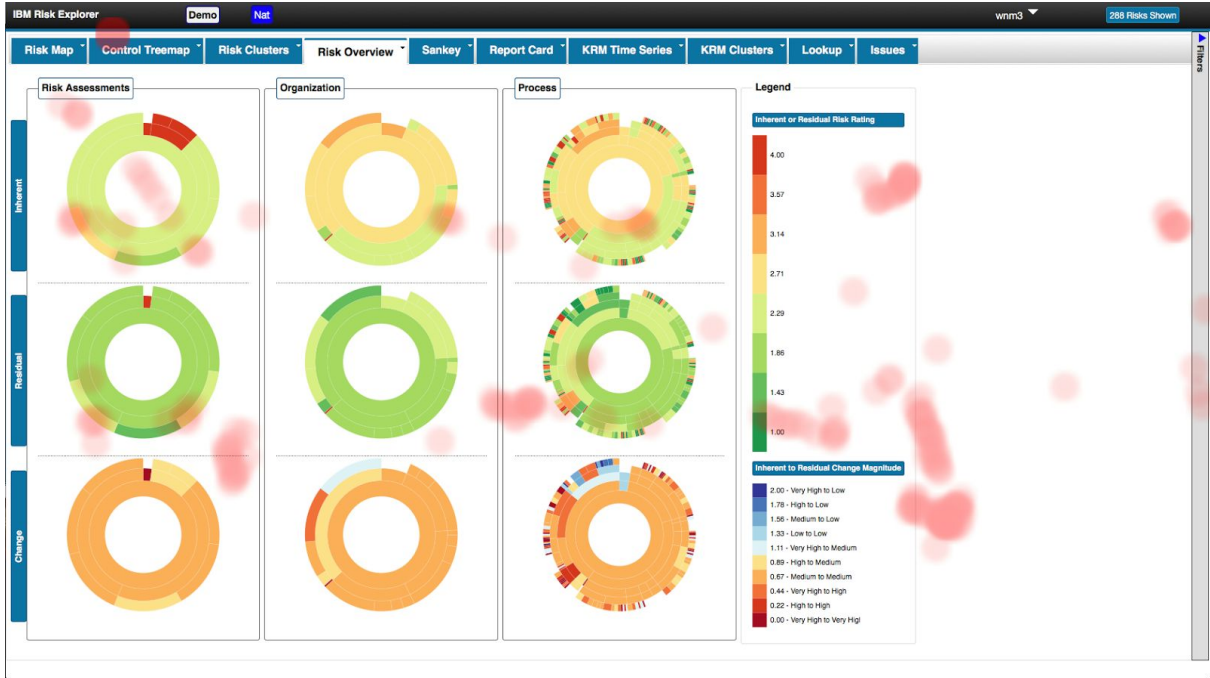 IBM Risk Explorer Demo Nat wnm3 288 Risks Shown
Risk Map Control Treemap Risk Clusters Risk Overview Sankey Report Card KRM Time Series KRM Clusters Lookup Issues
Filters
Risk Assessments Organization Process Legend
Inherent
Residual
Change
Inherent or Residual Risk Rating
4.00
3.57
3.14
2.71
2.29
1.86
1.43
1.00
Inherent to Residual Change Magnitude
2.00 - Very High to Low
1.78 - High to Low
1.56 - Medium to Low
1.33 - Low to Low
1.11 - Very High to Medium
0.89 - High to Medium
0.67 - Medium to Medium
0.44 - Very High to High
0.22 - High to High
0.00 - Very High to Very Higl